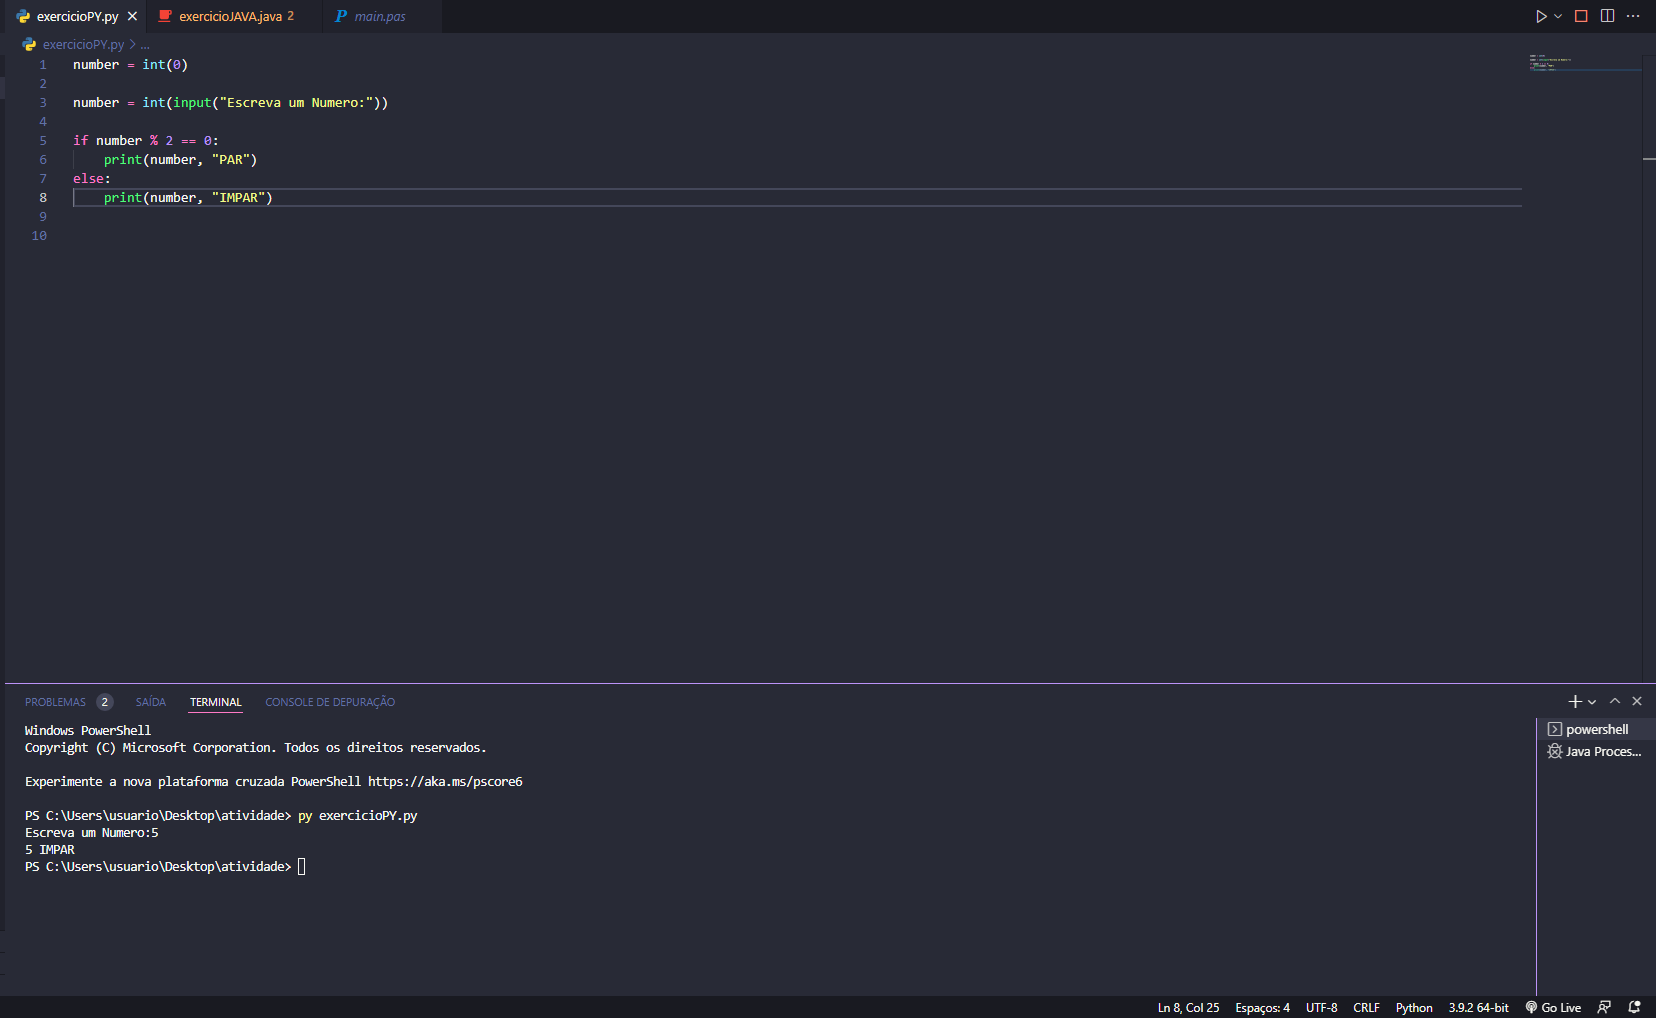 exercicioPY.py
exercicioJAVA.java 2
main.pas
exercicioPY.py > ...
1 number = int(0)
2
3 number = int(input("Escreva um Numero:"))
4
5 if number % 2 == 0:
6     print(number, "PAR")
7 else:
8     print(number, "IMPAR")
9
10
PROBLEMAS 2 SAÍDA TERMINAL CONSOLE DE DEPURAÇÃO
Windows PowerShell
Copyright (C) Microsoft Corporation. Todos os direitos reservados.
Experimente a nova plataforma cruzada PowerShell https://aka.ms/pscore6
PS C:\Users\usuario\Desktop\atividade> py exercicioPY.py
Escreva um Numero:5
5 IMPAR
PS C:\Users\usuario\Desktop\atividade>
powershell
Java Proces...
Ln 8, Col 25 Espaços: 4 UTF-8 CRLF Python 3.9.2 64-bit Go Live